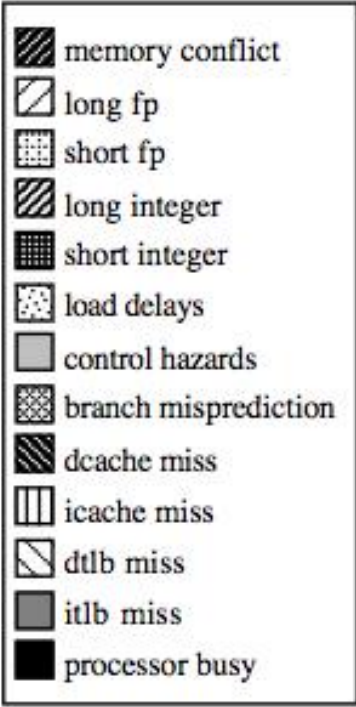 memory conflict
long fp
short fp
long integer
short integer
load delays
control hazards
branch misprediction
dcache miss
icache miss
dtlb miss
itlb miss
processor busy